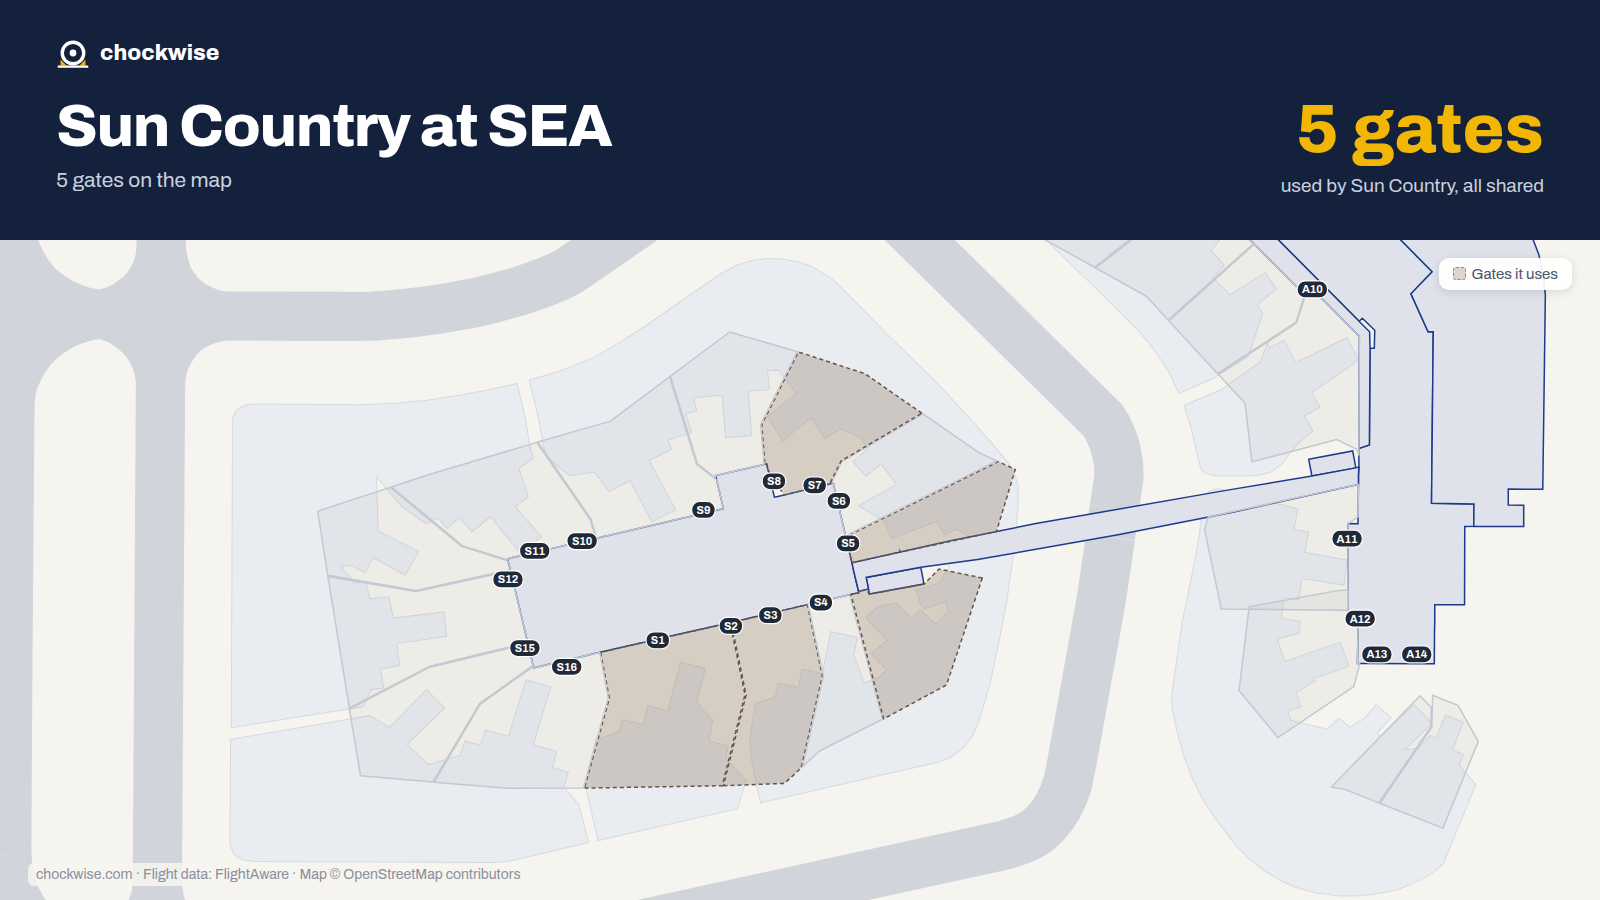 chockwise
Sun Country at SEA
5 gates on the map
5 gates
used by Sun Country, all shared
Gates it uses
A10
S8
S7
S6
S9
S5
S10
S11
A11
S12
S4
S3
A12
S2
S1
S15
A13
A14
S16
chockwise.com · Flight data: FlightAware · Map © OpenStreetMap contributors